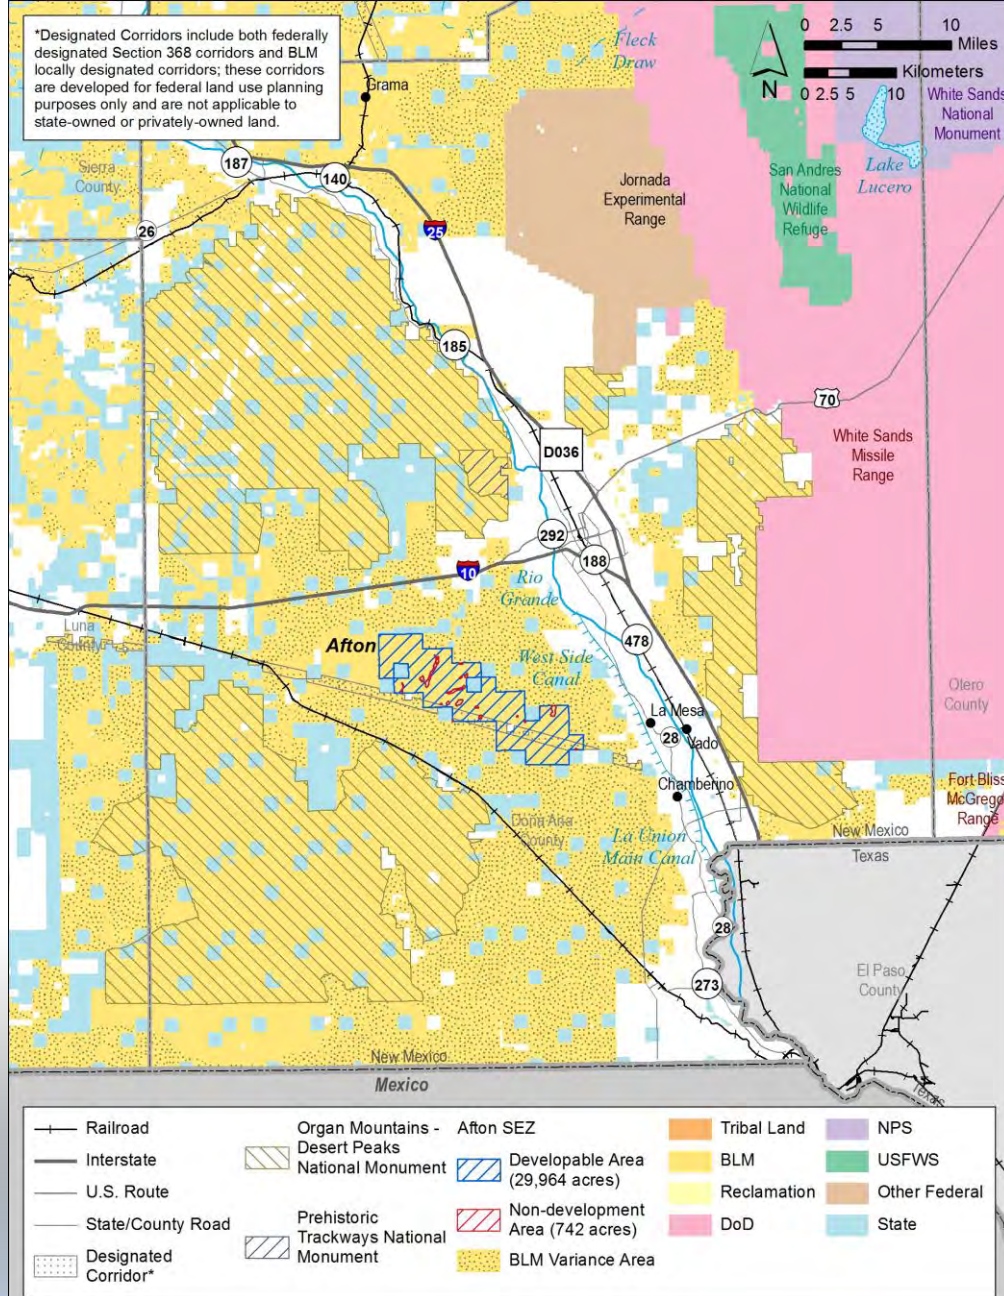 *Designated Corridors include both federally
designated Section 368 corridors and BLM
locally designated corridors; these corridors
are developed for federal land use planning
purposes only and are not applicable to
state-owned or privately-owned land.
Fleck
Draw
0 2.5 5 10
Miles
Kilometers
0 2.5 5 10
N
Grama
White Sands
National
Monument
Lake
Lucero
San Andres
National
Wildlife
Refuge
Jornada
Experimental
Range
Sierra
County
187
140
26
25
185
70
D036
White Sands
Missile
Range
292
188
10
Rio
Grande
Luna
County
Afton
478
West Side
Canal
Otero
County
La Mesa
28
Vado
Chamberino
Fort Bliss
McGrego
Range
Dona Ana
County
La Union
Main Canal
New Mexico
Texas
28
El Paso
County
273
New Mexico
Mexico
Texas
Railroad
Interstate
U.S. Route
State/County Road
Designated
Corridor*
Organ Mountains -
Desert Peaks
National Monument
Prehistoric
Trackways National
Monument
Afton SEZ
Developable Area
(29,964 acres)
Non-development
Area (742 acres)
BLM Variance Area
Tribal Land
BLM
Reclamation
DoD
NPS
USFWS
Other Federal
State